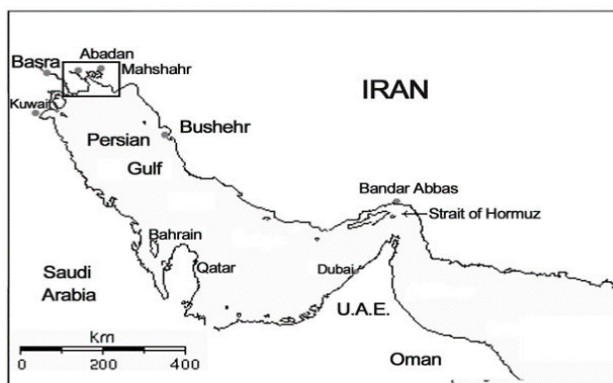 Basra
Abadan
Mahshahr
IRAN
Kuwait
Persian
Gulf
Bushehr
Bandar Abbas
Strait of Hormuz
Bahrain
Qatar
Dubai
Saudi
Arabia
U.A.E.
Km
0 200 400
Oman